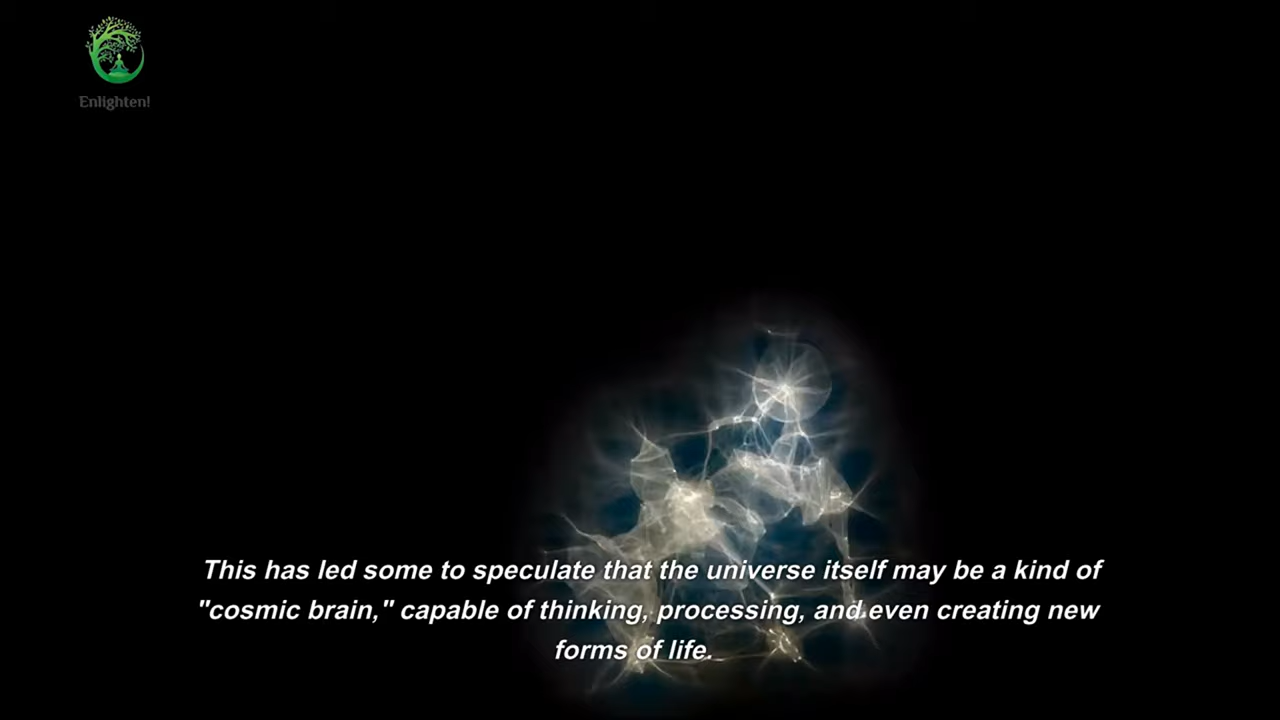 Enlighten!
This has led some to speculate that the universe itself may be a kind of
"cosmic brain," capable of thinking, processing, and even creating new
forms of life.